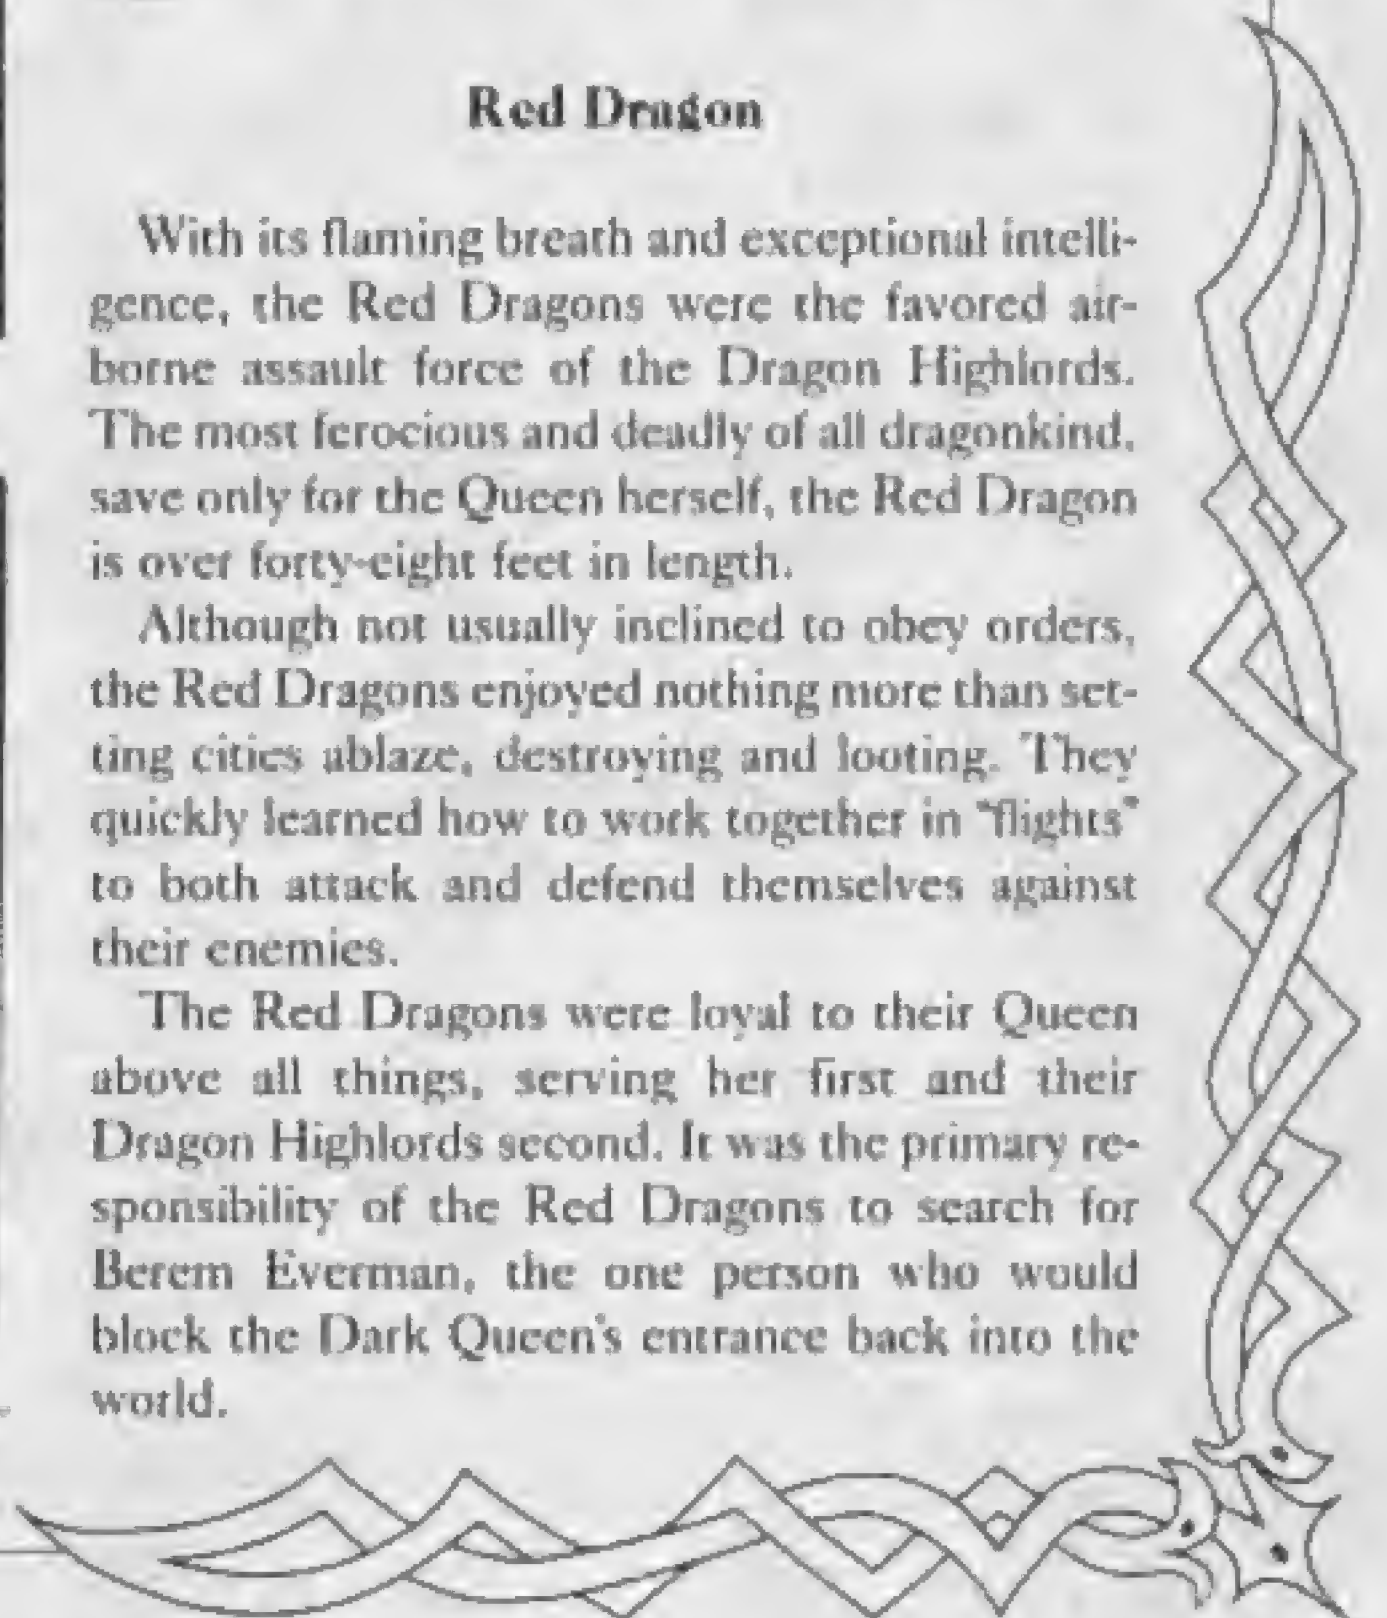 Red Dragon
With its flaming breath and exceptional intelli-
gence, the Red Dragons were the favored air-
borne assault force of the Dragon Highlords.
The most ferocious and deadly of all dragonkind,
save only for the Queen herself, the Red Dragon
is over forty-eight feet in length.
Although not usually inclined to obey orders,
the Red Dragons enjoyed nothing more than set-
ting cities ablaze, destroying and looting. They
quickly learned how to work together in "flights"
to both attack and defend themselves against
their enemies.
The Red Dragons were loyal to their Queen
above all things, serving her first and their
Dragon Highlords second. It was the primary re-
sponsibility of the Red Dragons to search for
Berem Everman, the one person who would
block the Dark Queen's entrance back into the
world.